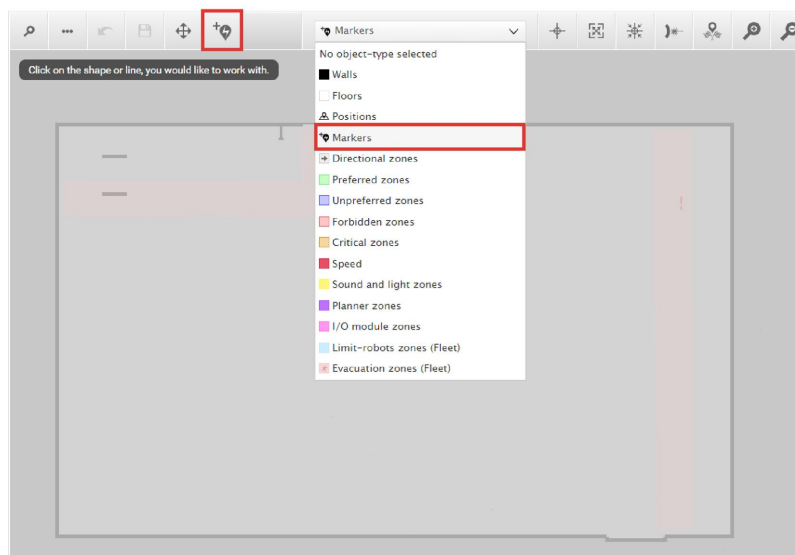 Markers
Click on the shape or line, you would like to work with.
No object-type selected
Walls
Floors
Positions
Markers
Directional zones
Preferred zones
Unpreferred zones
Forbidden zones
Critical zones
Speed
Sound and light zones
Planner zones
I/O module zones
Limit-robots zones (Fleet)
Evacuation zones (Fleet)